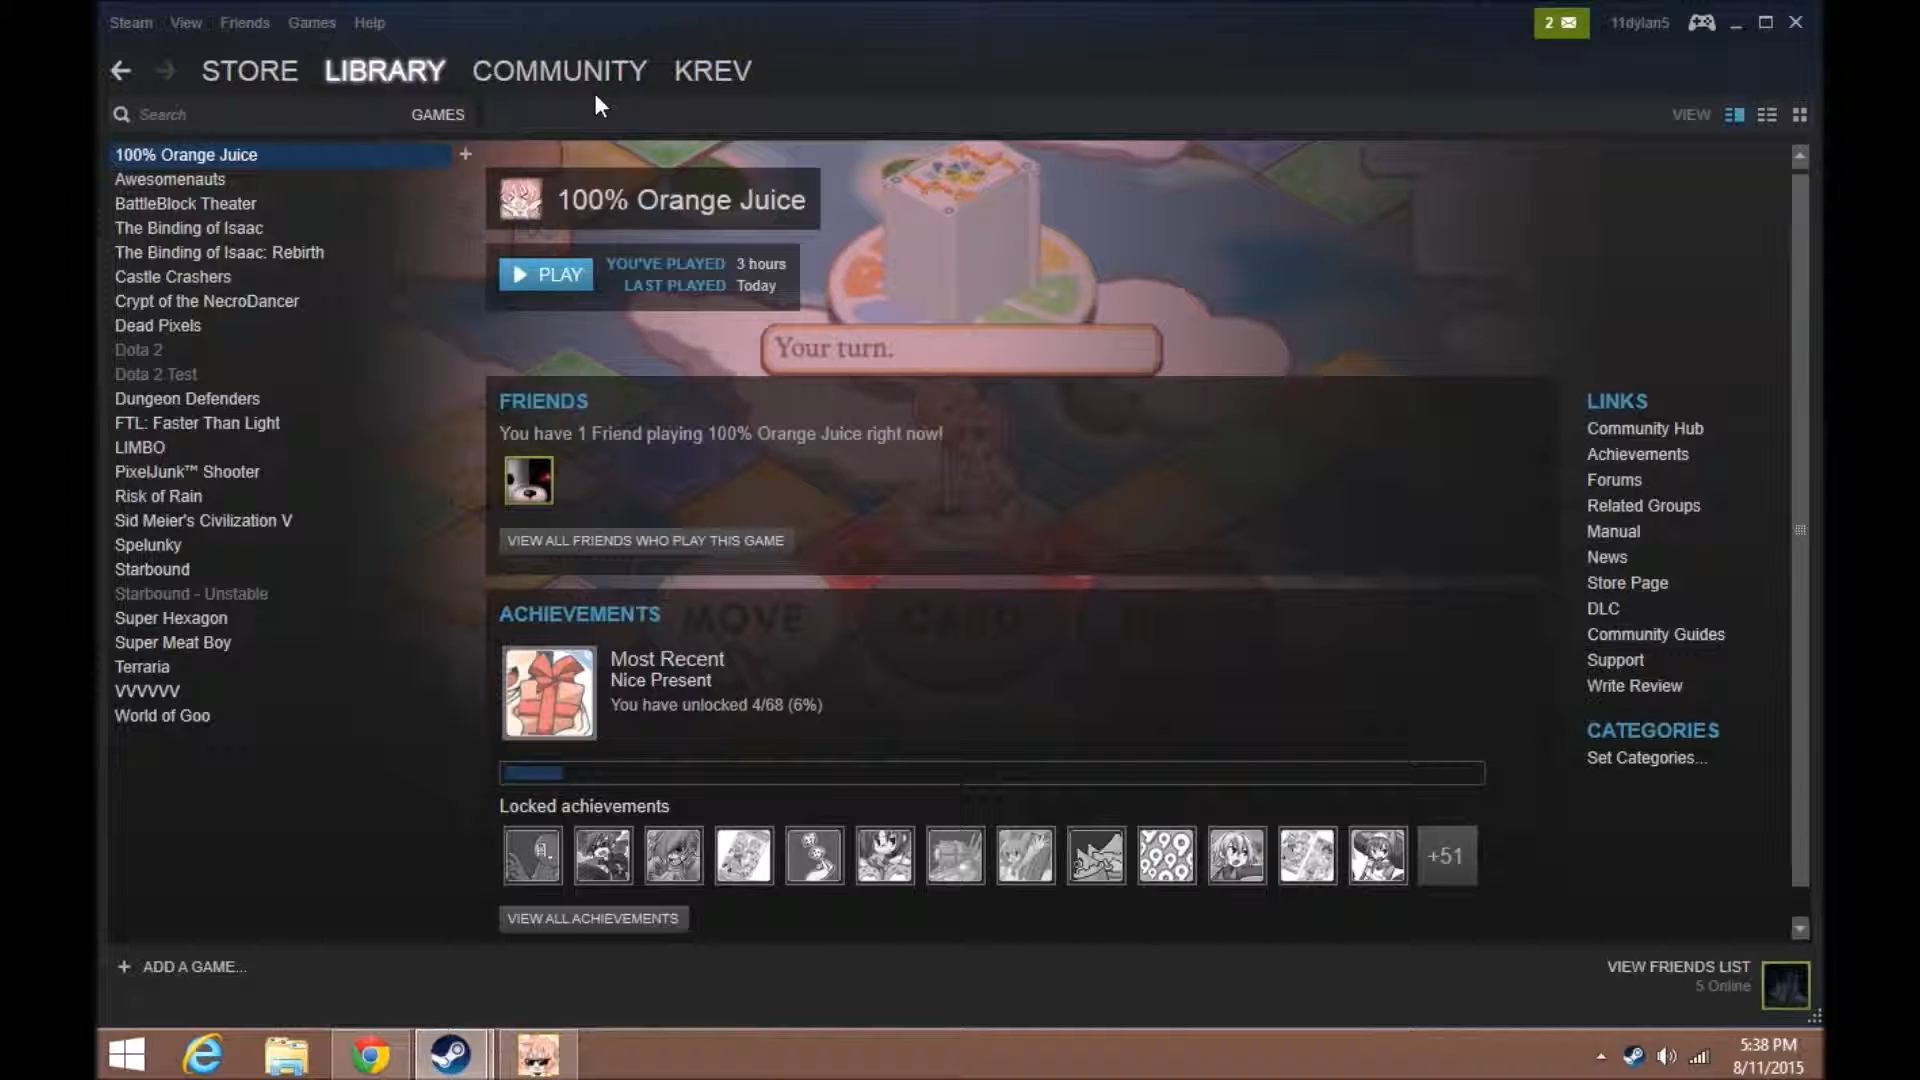 Steam View Friends Games Help
2
11dylan5
STORE LIBRARY COMMUNITY KREV
Search
GAMES
VIEW
100% Orange Juice
Awesomenauts
BattleBlock Theater
The Binding of Isaac
The Binding of Isaac: Rebirth
Castle Crashers
Crypt of the NecroDancer
Dead Pixels
Dota 2
Dota 2 Test
Dungeon Defenders
FTL: Faster Than Light
LIMBO
PixelJunk™ Shooter
Risk of Rain
Sid Meier's Civilization V
Spelunky
Starbound
Starbound - Unstable
Super Hexagon
Super Meat Boy
Terraria
VVVVVV
World of Goo
+ ADD A GAME...
100% Orange Juice
PLAY
YOU'VE PLAYED 3 hours
LAST PLAYED Today
Your turn.
FRIENDS
You have 1 Friend playing 100% Orange Juice right now!
VIEW ALL FRIENDS WHO PLAY THIS GAME
ACHIEVEMENTS
MOVE
CARD
Most Recent
Nice Present
You have unlocked 4/68 (6%)
Locked achievements
+51
VIEW ALL ACHIEVEMENTS
LINKS
Community Hub
Achievements
Forums
Related Groups
Manual
News
Store Page
DLC
Community Guides
Support
Write Review
CATEGORIES
Set Categories...
VIEW FRIENDS LIST
5 Online
5:38 PM
8/11/2015